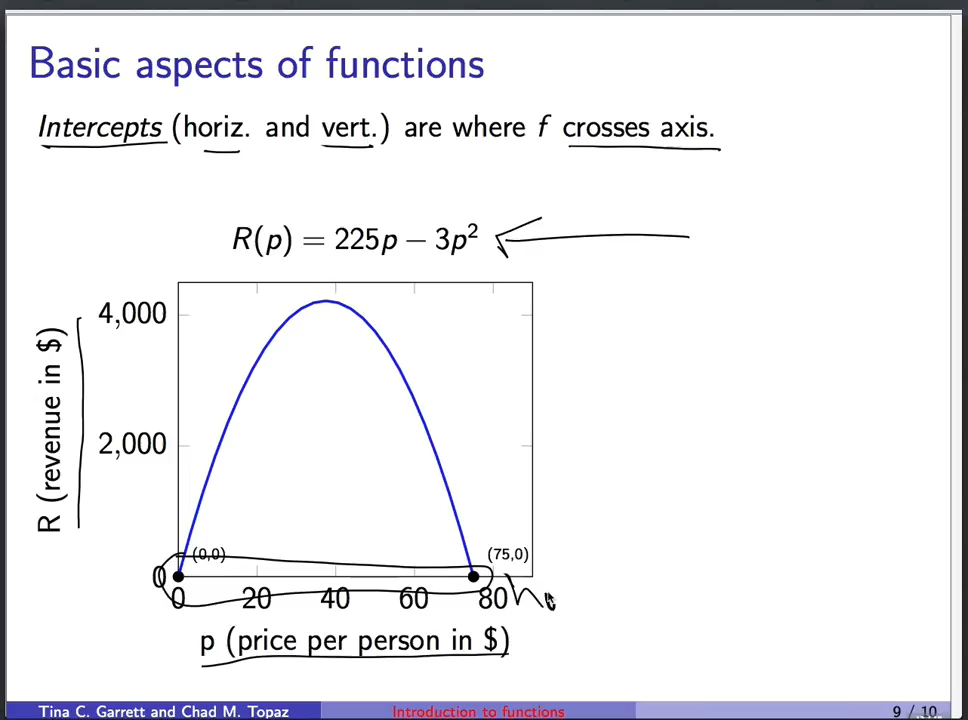 Basic aspects of functions
Intercepts (horiz. and vert.) are where f crosses axis.
R(p) = 225p − 3p²
4,000
2,000
0
R (revenue in $)
(0,0)
(75,0)
0 20 40 60 80
p (price per person in $)
Tina C. Garrett and Chad M. Topaz Introduction to functions 9 / 10